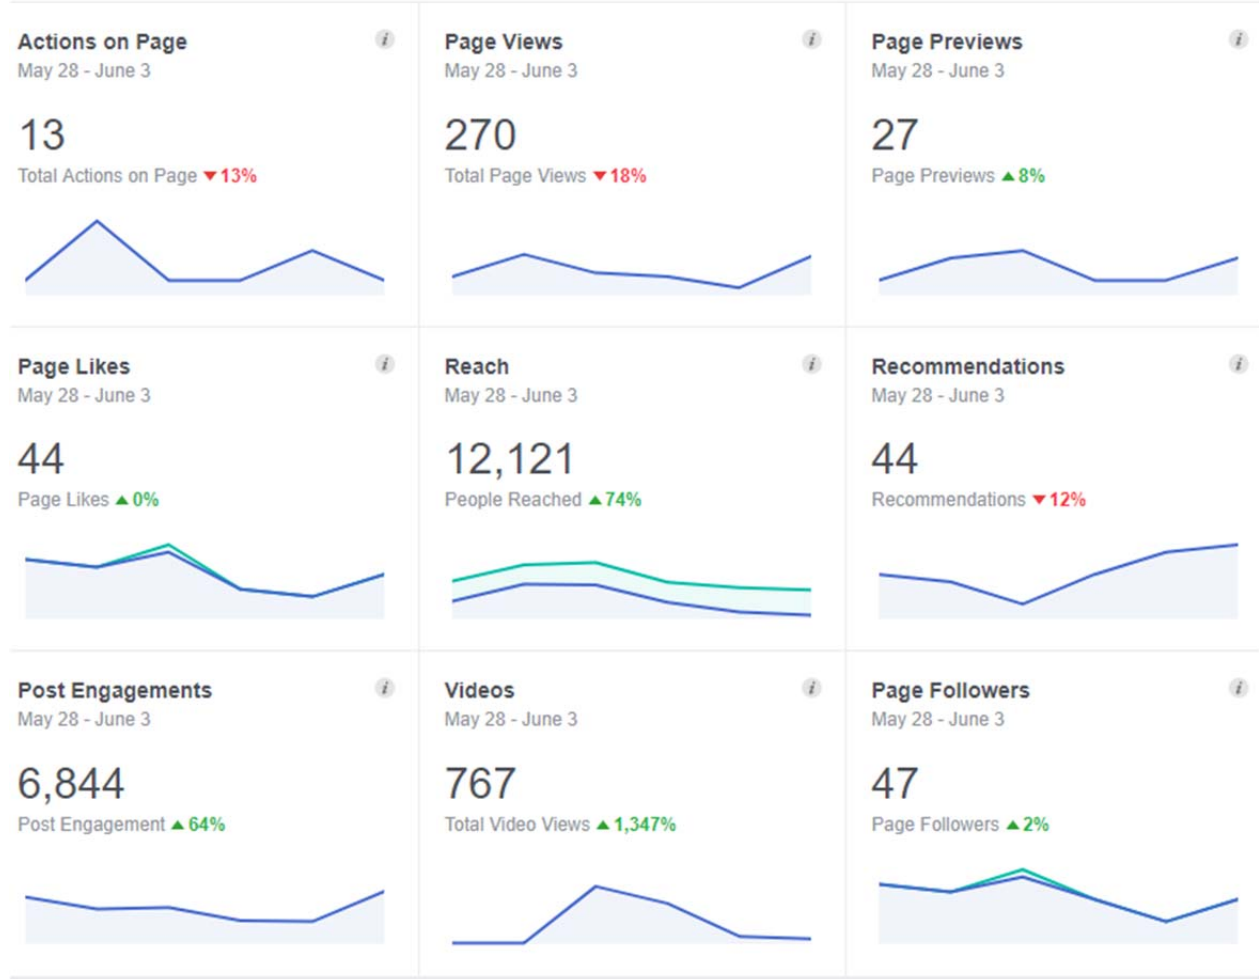 Actions on Page
May 28 - June 3
13
Total Actions on Page ▼13%
Page Views
May 28 - June 3
270
Total Page Views ▼18%
Page Previews
May 28 - June 3
27
Page Previews ▲8%
Page Likes
May 28 - June 3
44
Page Likes ▲0%
Reach
May 28 - June 3
12,121
People Reached ▲74%
Recommendations
May 28 - June 3
44
Recommendations ▼12%
Post Engagements
May 28 - June 3
6,844
Post Engagement ▲64%
Videos
May 28 - June 3
767
Total Video Views ▲1,347%
Page Followers
May 28 - June 3
47
Page Followers ▲2%